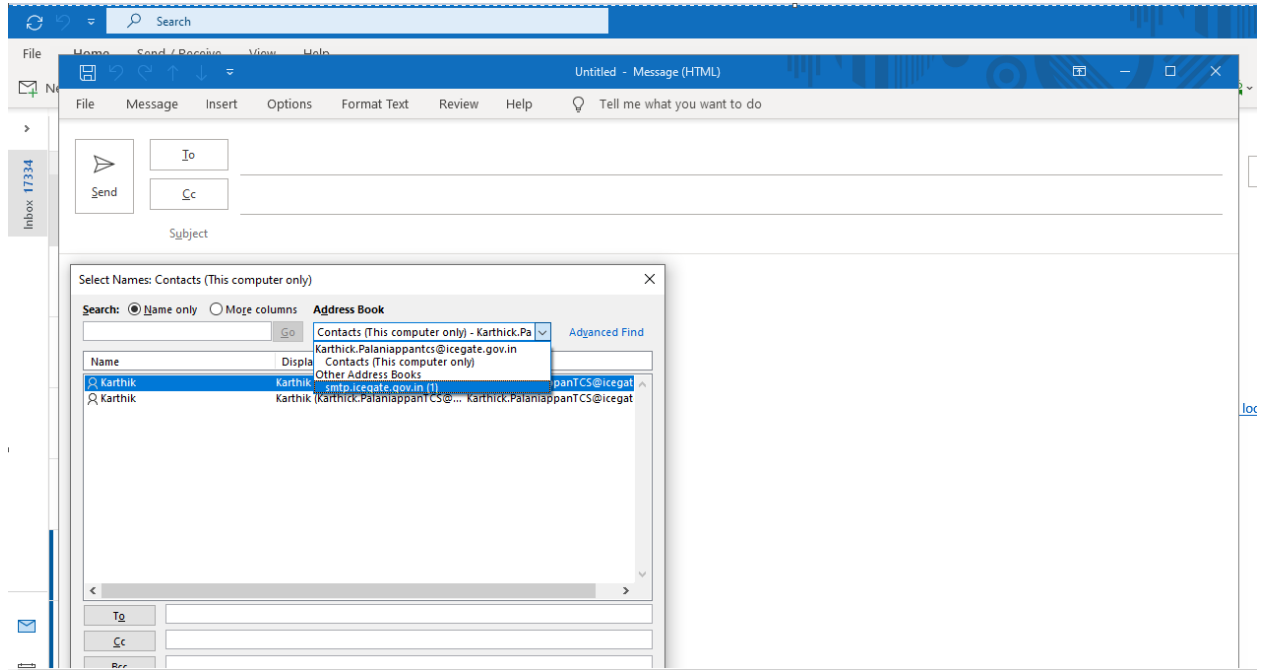 Search
File Home Send / Receive View Help
Untitled - Message (HTML)
File Message Insert Options Format Text Review Help Tell me what you want to do
Inbox 17334
To
Send
Cc
Subject
Select Names: Contacts (This computer only)
Search: Name only More columns Address Book
Go Contacts (This computer only) - Karthick.Pa Advanced Find
Karthick.Palaniappantcs@icegate.gov.in
Name Displa Contacts (This computer only)
Other Address Books
Karthik Karthik smtp.icegate.gov.in (1) panTCS@icegat
Karthik Karthik (Karthick.PalaniappanTCS@... Karthick.PalaniappanTCS@icegat
To
Cc
Bcc